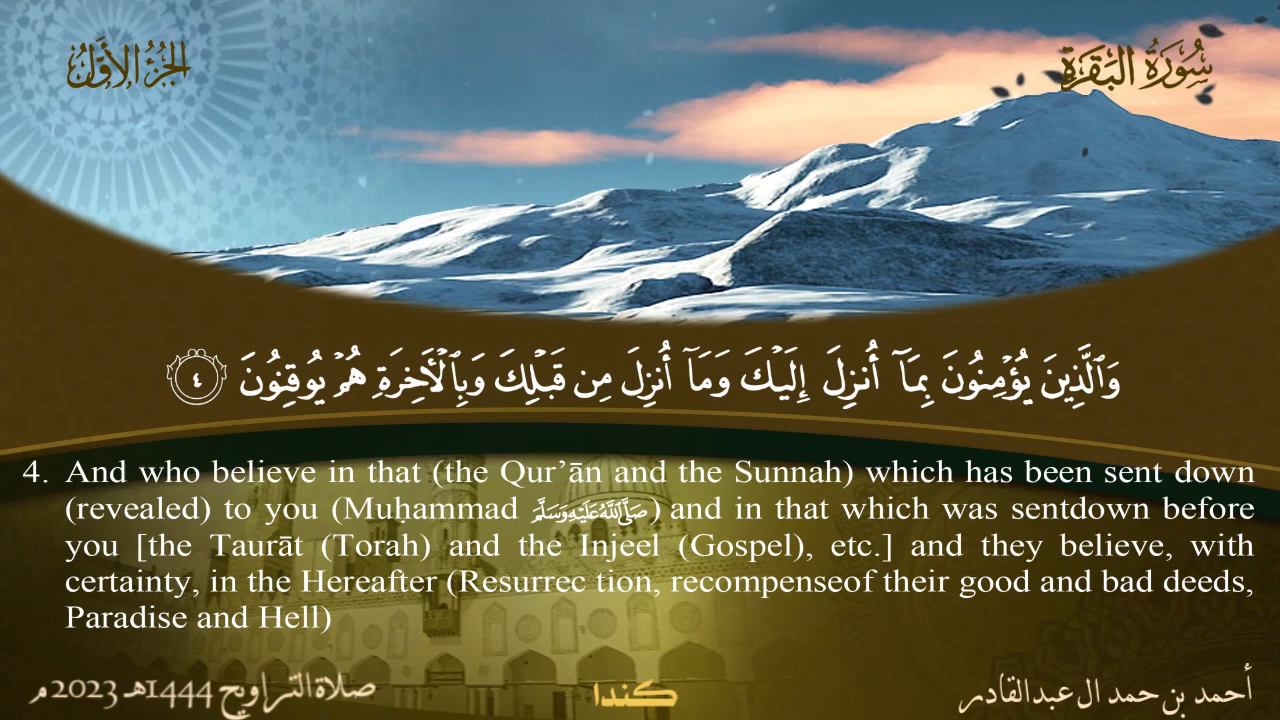 سُورَةُ البَقَرَةِ
الجُزْءُ الأَوَّلُ
وَٱلَّذِينَ يُؤْمِنُونَ بِمَآ أُنزِلَ إِلَيْكَ وَمَآ أُنزِلَ مِن قَبْلِكَ وَبِٱلْأَخِرَةِ هُمْ يُوقِنُونَ ٤
4. And who believe in that (the Qur’ān and the Sunnah) which has been sent down
(revealed) to you (Muḥammad ﷺ) and in that which was sentdown before
you [the Taurāt (Torah) and the Injeel (Gospel), etc.] and they believe, with
certainty, in the Hereafter (Resurrec tion, recompenseof their good and bad deeds,
Paradise and Hell)
أحمد بن حمد ال عبدالقادر
كندا
صلاة التراويح 1444هـ 2023م